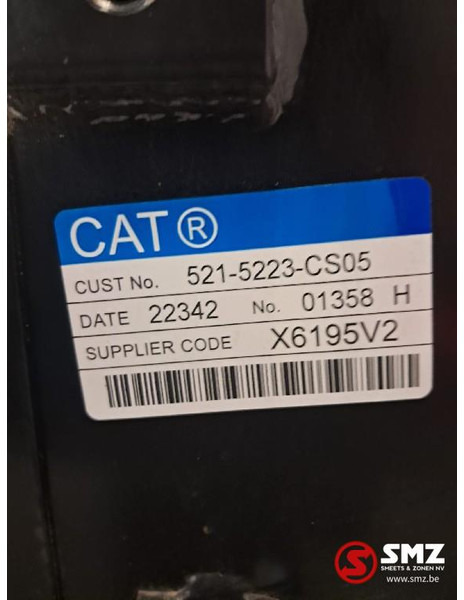 CAT®
CUST No. 521-5223-CS05
DATE 22342 No. 01358 H
SUPPLIER CODE X6195V2
SMZ
SMEETS & ZONEN NV
www.smz.be